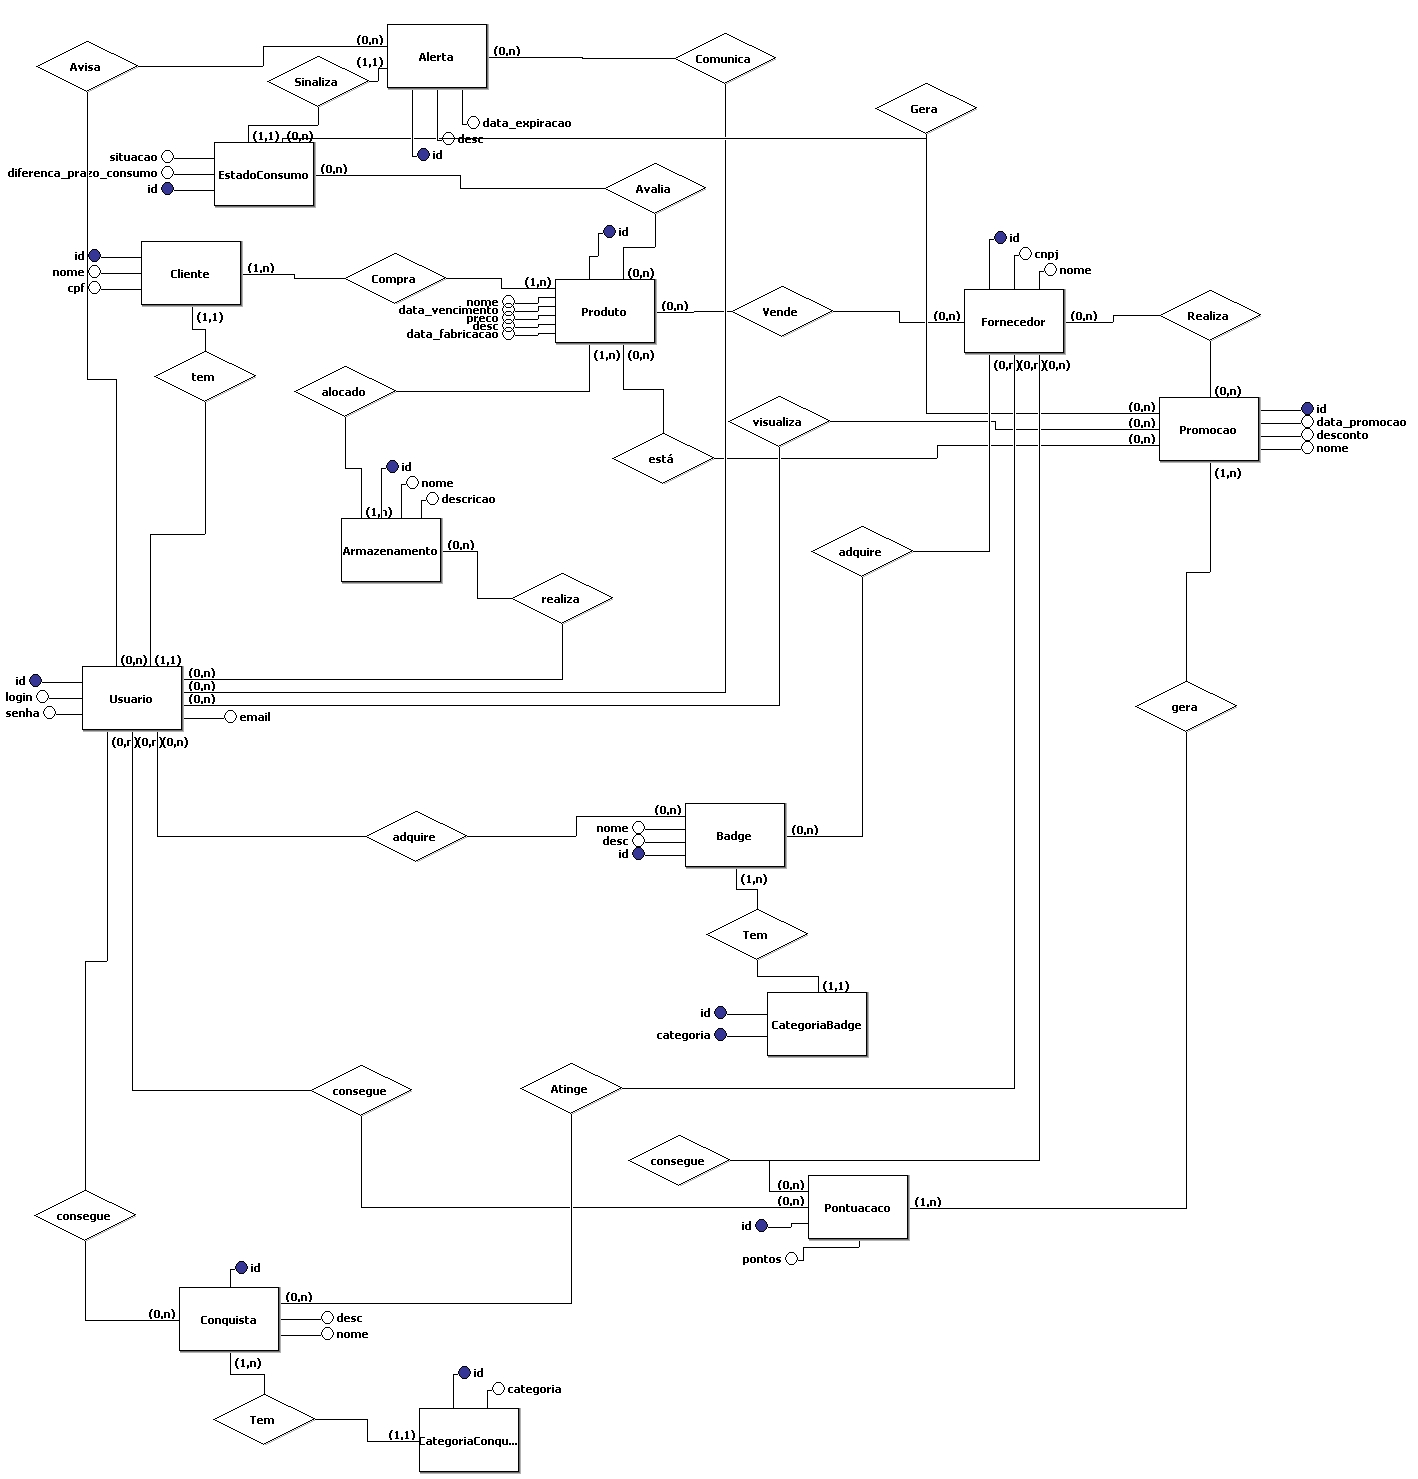 Avisa
(0,n)
Alerta
(0,n)
Comunica
(1,1)
Sinaliza
Gera
data_expiracao
desc
id
(1,1)
(0,n)
situacao
diferenca_prazo_consumo
id
EstadoConsumo
(0,n)
Avalia
id
id
cnpj
nome
id
nome
cpf
Cliente
(1,n)
Compra
(1,n)
(0,n)
nome
data_vencimento
preco
desc
data_fabricacao
Produto
(0,n)
Vende
(0,n)
Fornecedor
(0,n)
Realiza
(1,1)
(1,n)
(0,n)
(0,r
)(0,r
)(0,n)
tem
alocado
(0,n)
visualiza
(0,n)
(0,n)
(0,n)
Promocao
id
data_promocao
desconto
nome
está
(1,n)
id
nome
descricao
(1,n)
Armazenamento
(0,n)
adquire
realiza
(0,n)
(1,1)
(0,n)
(0,n)
(0,n)
id
login
senha
Usuario
email
gera
(0,r
)(0,r
)(0,n)
adquire
(0,n)
nome
desc
id
Badge
(0,n)
(1,n)
Tem
(1,1)
id
categoria
CategoriaBadge
consegue
Atinge
consegue
(0,n)
(0,n)
Pontuacaco
(1,n)
id
pontos
consegue
id
(0,n)
Conquista
(0,n)
desc
nome
(1,n)
id
categoria
Tem
(1,1)
CategoriaConqu...